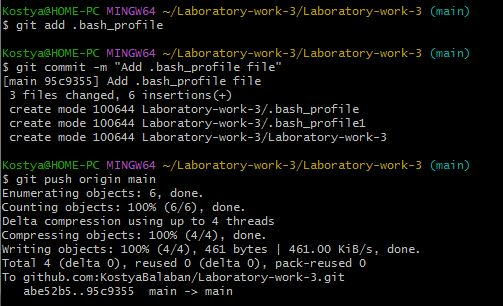 Kostya@HOME-PC MINGW64 ~/Laboratory-work-3/Laboratory-work-3 (main)
$ git add .bash_profile
Kostya@HOME-PC MINGW64 ~/Laboratory-work-3/Laboratory-work-3 (main)
$ git commit -m "Add .bash_profile file"
[main 95c9355] Add .bash_profile file
 3 files changed, 6 insertions(+)
 create mode 100644 Laboratory-work-3/.bash_profile
 create mode 100644 Laboratory-work-3/.bash_profile1
 create mode 100644 Laboratory-work-3/Laboratory-work-3
Kostya@HOME-PC MINGW64 ~/Laboratory-work-3/Laboratory-work-3 (main)
$ git push origin main
Enumerating objects: 6, done.
Counting objects: 100% (6/6), done.
Delta compression using up to 4 threads
Compressing objects: 100% (4/4), done.
Writing objects: 100% (4/4), 461 bytes | 461.00 KiB/s, done.
Total 4 (delta 0), reused 0 (delta 0), pack-reused 0
To github.com:KostyaBalaban/Laboratory-work-3.git
   abe52b5..95c9355  main -> main